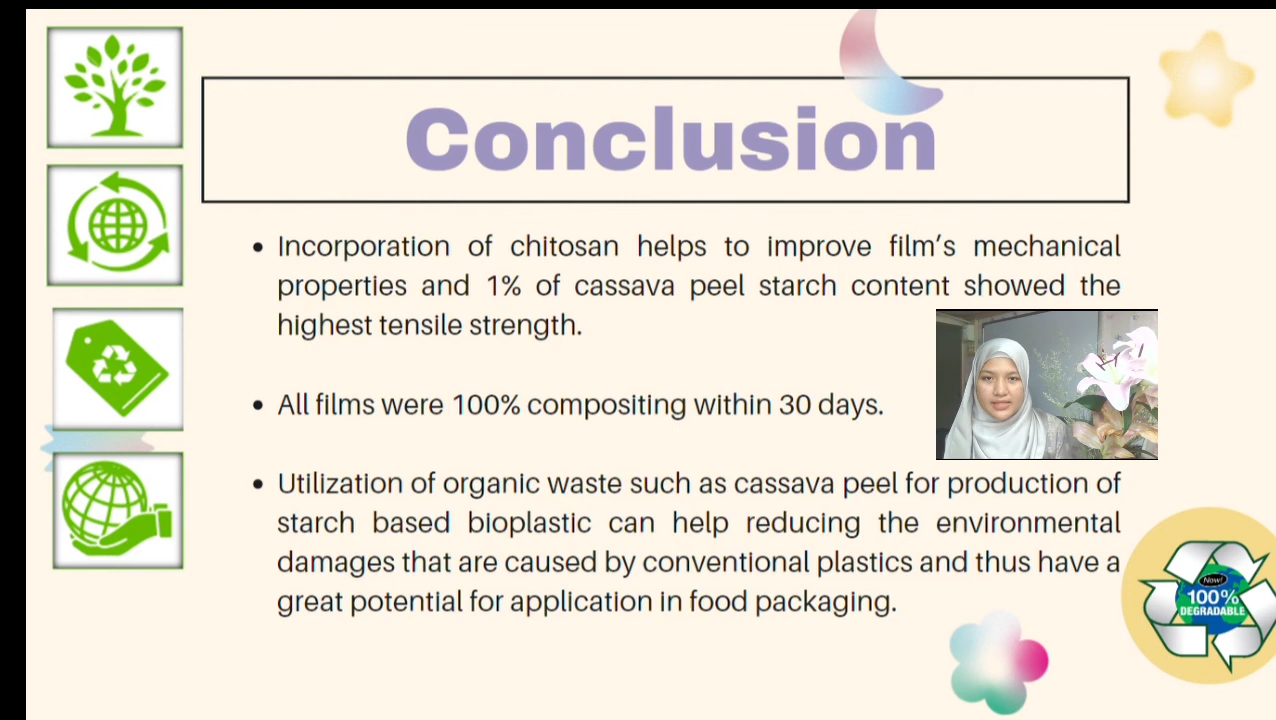 Conclusion
• Incorporation of chitosan helps to improve film's mechanical
properties and 1% of cassava peel starch content showed the
highest tensile strength.
• All films were 100% compositing within 30 days.
• Utilization of organic waste such as cassava peel for production of
starch based bioplastic can help reducing the environmental
damages that are caused by conventional plastics and thus have a
great potential for application in food packaging.
Now!
100%
DEGRADABLE